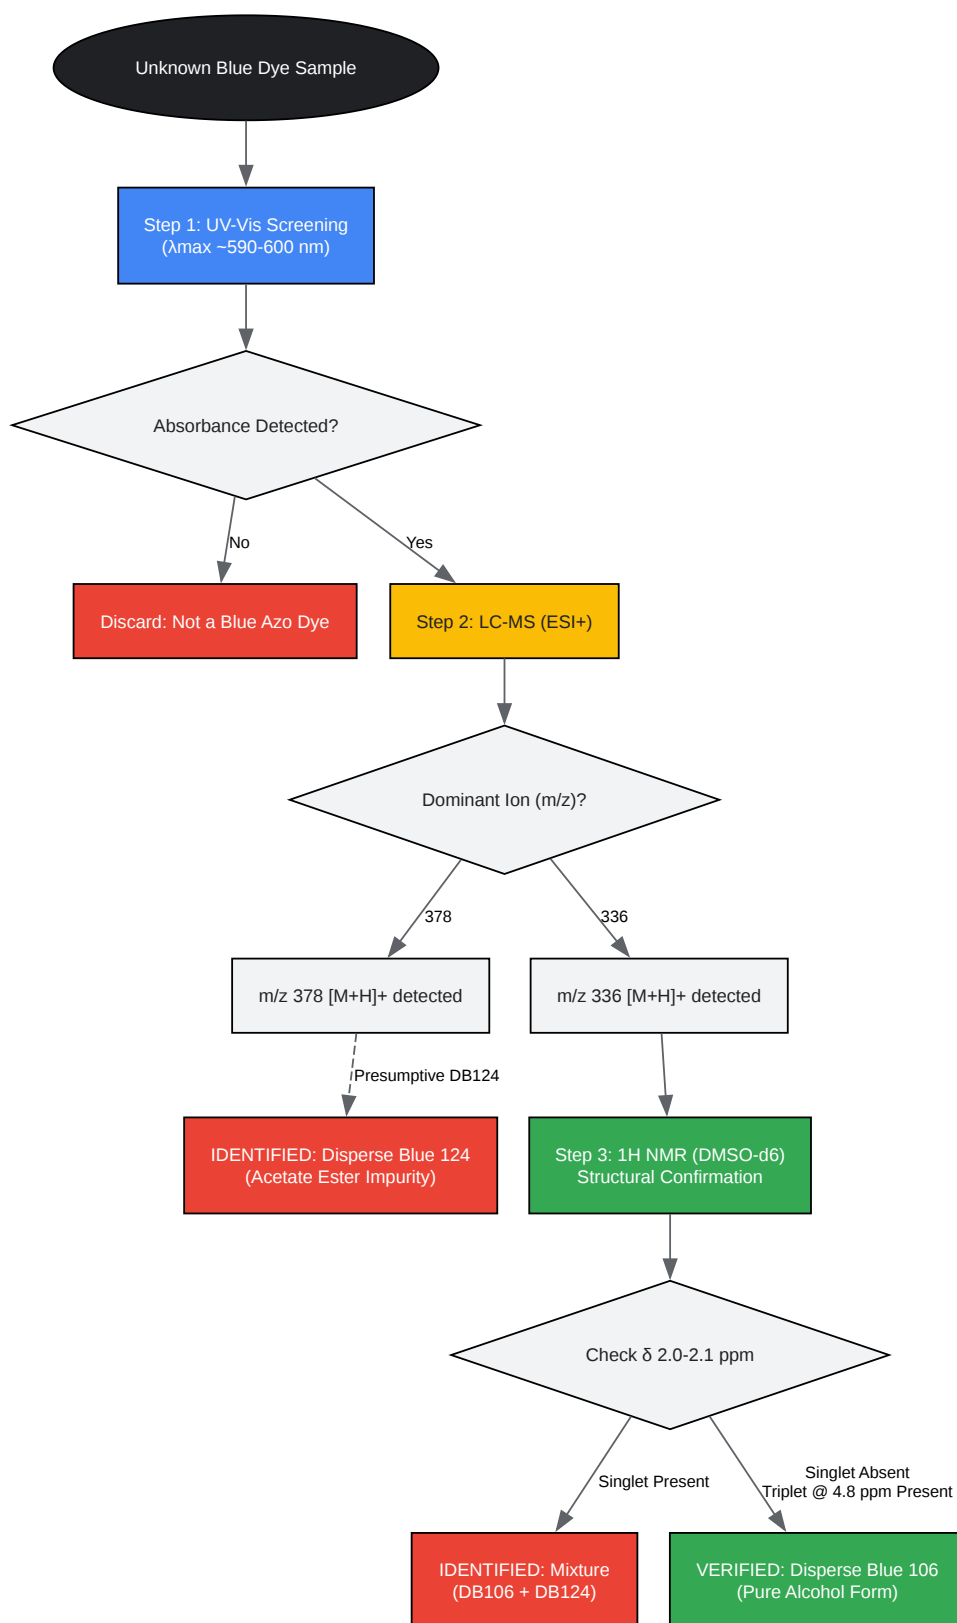 Unknown Blue Dye Sample
Step 1: UV-Vis Screening
(λmax ~590-600 nm)
Absorbance Detected?
No
Yes
Discard: Not a Blue Azo Dye
Step 2: LC-MS (ESI+)
Dominant Ion (m/z)?
378
336
m/z 378 [M+H]+ detected
m/z 336 [M+H]+ detected
Presumptive DB124
IDENTIFIED: Disperse Blue 124
(Acetate Ester Impurity)
Step 3: 1H NMR (DMSO-d6)
Structural Confirmation
Check δ 2.0-2.1 ppm
Singlet Present
Singlet Absent
Triplet @ 4.8 ppm Present
IDENTIFIED: Mixture
(DB106 + DB124)
VERIFIED: Disperse Blue 106
(Pure Alcohol Form)